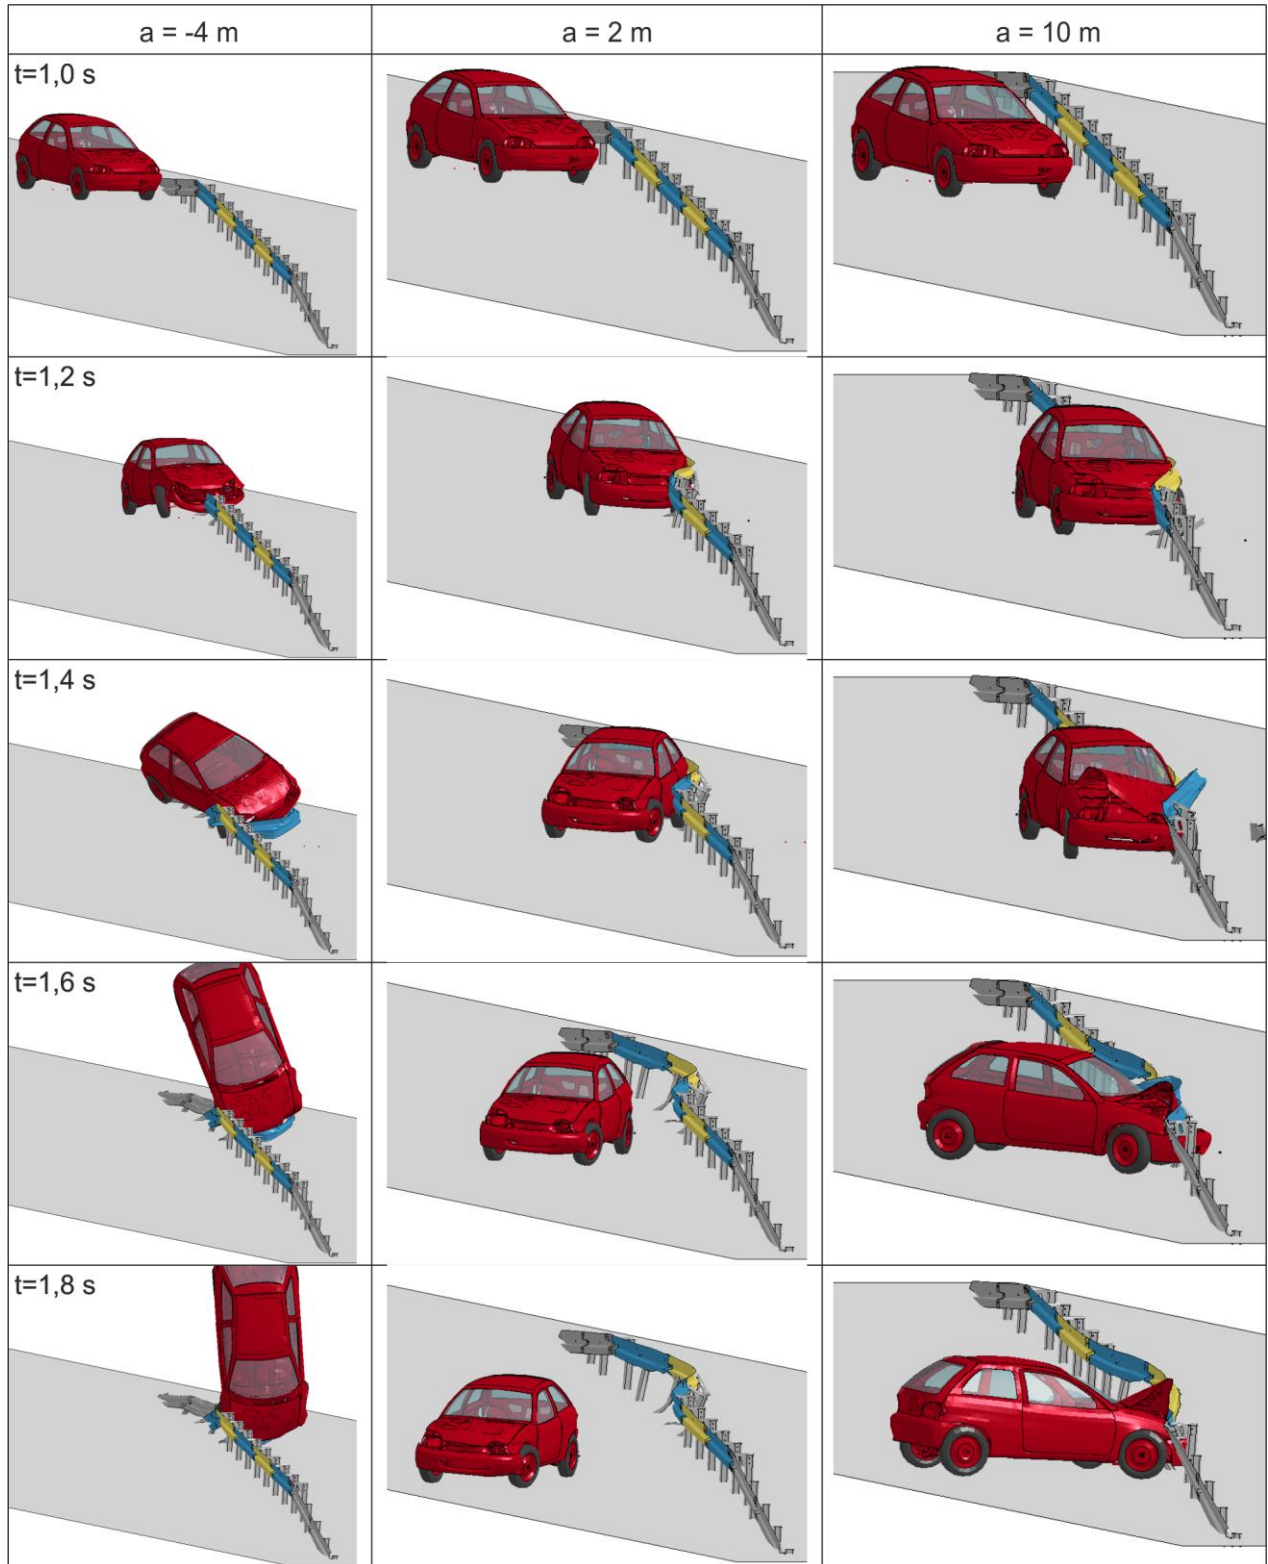 a = -4 m
a = 2 m
a = 10 m
t=1,0 s
t=1,2 s
t=1,4 s
t=1,6 s
t=1,8 s